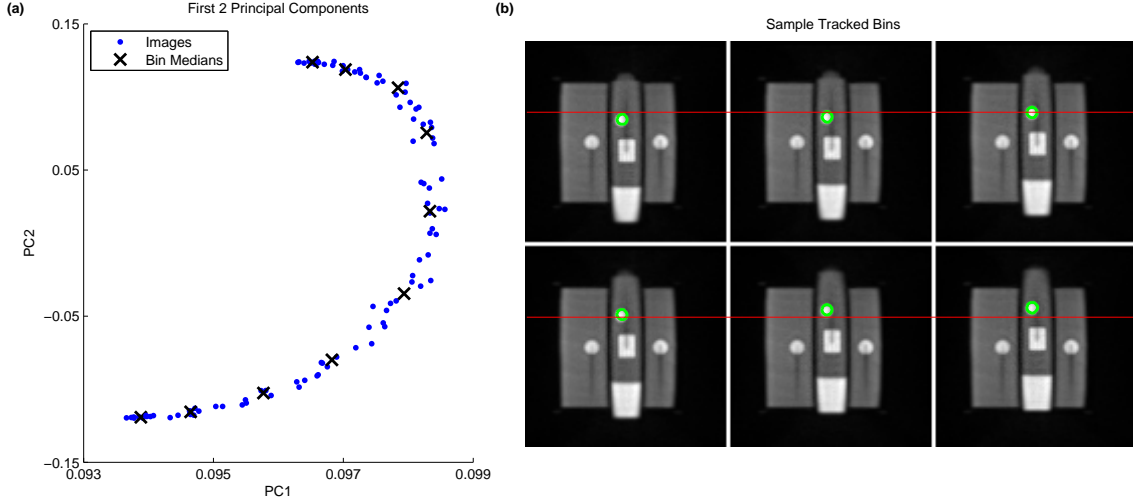 (a)
First 2 Principal Components
0.15
0.05
−0.05
−0.15
PC2
Images
Bin Medians
0.093
0.095
0.097
0.099
PC1
(b)
Sample Tracked Bins